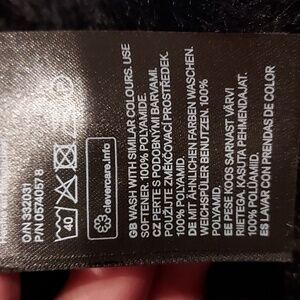 O/N 332031
P/N 0574057 8
40
clevercare.info
GB WASH WITH SIMILAR COLOURS. USE
SOFTENER. 100% POLYAMIDE.
CZ PERTE S PODOBNÝMI BARVAMI.
POUŽIJTE ZMĚKČOVACÍ PROSTŘEDEK.
100% POLYAMID.
DE MIT ÄHNLICHEN FARBEN WASCHEN.
WEICHSPÜLER BENUTZEN. 100%
POLYAMID.
EE PESE KOOS SARNAST VÄRVI
RIIETEGA. KASUTA PEHMENDAJAT.
100% POLÜAMIID.
ES LAVAR CON PRENDAS DE COLOR